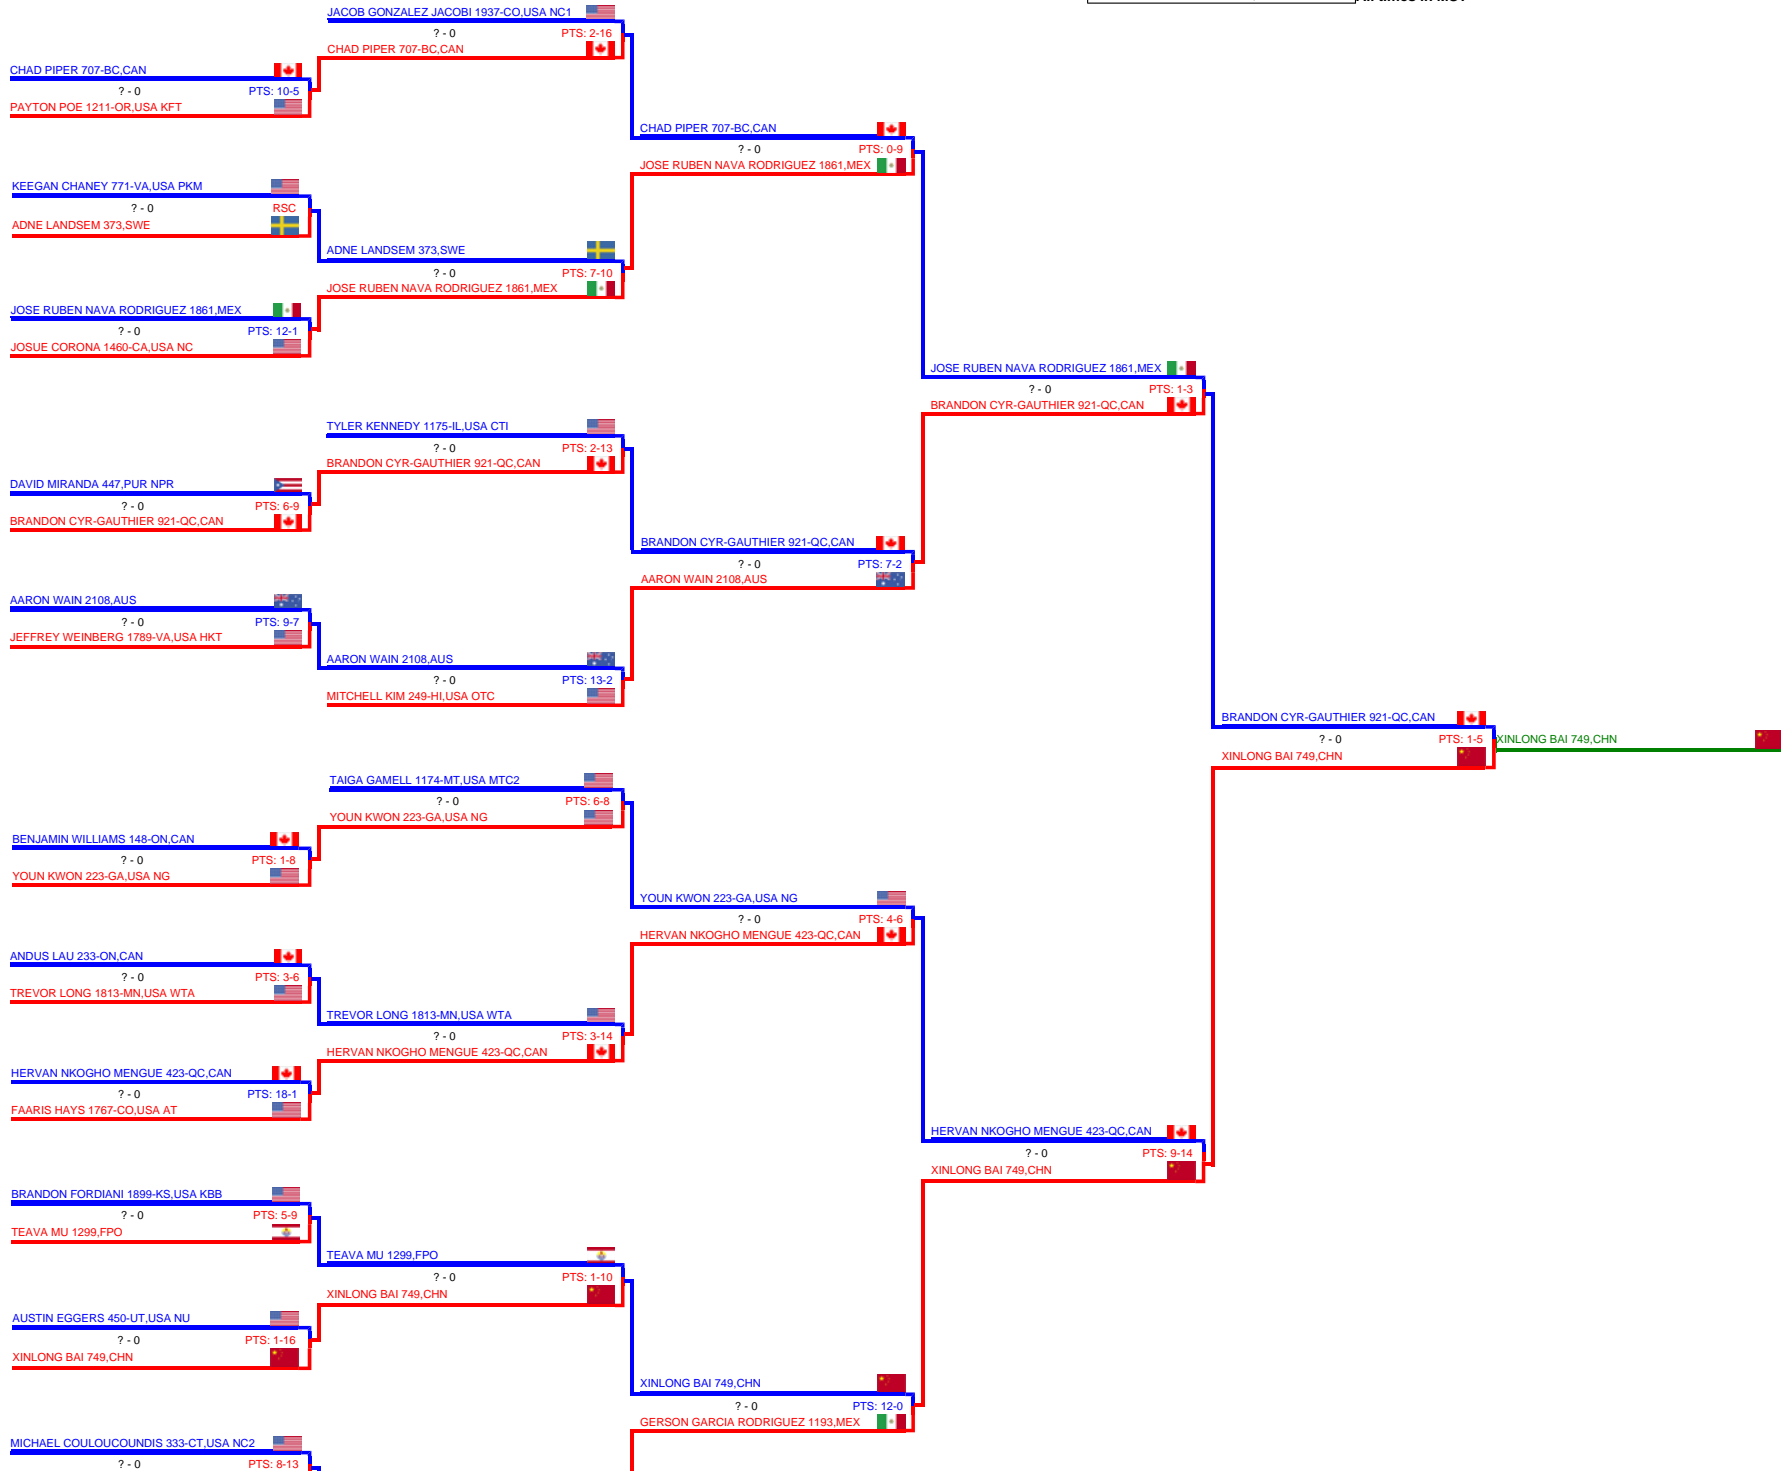 JACOB GONZALEZ JACOBI 1937-CO,USA NC1
? - 0 PTS: 2-16
CHAD PIPER 707-BC,CAN
CHAD PIPER 707-BC,CAN
? - 0 PTS: 10-5
PAYTON POE 1211-OR,USA KFT
CHAD PIPER 707-BC,CAN
? - 0 PTS: 0-9
JOSE RUBEN NAVA RODRIGUEZ 1861,MEX
KEEGAN CHANEY 771-VA,USA PKM
? - 0 RSC
ADNE LANDSEM 373,SWE
ADNE LANDSEM 373,SWE
? - 0 PTS: 7-10
JOSE RUBEN NAVA RODRIGUEZ 1861,MEX
JOSE RUBEN NAVA RODRIGUEZ 1861,MEX
? - 0 PTS: 12-1
JOSUE CORONA 1460-CA,USA NC
JOSE RUBEN NAVA RODRIGUEZ 1861,MEX
? - 0 PTS: 1-3
BRANDON CYR-GAUTHIER 921-QC,CAN
TYLER KENNEDY 1175-IL,USA CTI
? - 0 PTS: 2-13
BRANDON CYR-GAUTHIER 921-QC,CAN
DAVID MIRANDA 447,PUR NPR
? - 0 PTS: 6-9
BRANDON CYR-GAUTHIER 921-QC,CAN
BRANDON CYR-GAUTHIER 921-QC,CAN
? - 0 PTS: 7-2
AARON WAIN 2108,AUS
AARON WAIN 2108,AUS
? - 0 PTS: 9-7
JEFFREY WEINBERG 1789-VA,USA HKT
AARON WAIN 2108,AUS
? - 0 PTS: 13-2
MITCHELL KIM 249-HI,USA OTC
BRANDON CYR-GAUTHIER 921-QC,CAN
? - 0 PTS: 1-5
XINLONG BAI 749,CHN
XINLONG BAI 749,CHN
TAIGA GAMELL 1174-MT,USA MTC2
? - 0 PTS: 6-8
YOUN KWON 223-GA,USA NG
BENJAMIN WILLIAMS 148-ON,CAN
? - 0 PTS: 1-8
YOUN KWON 223-GA,USA NG
YOUN KWON 223-GA,USA NG
? - 0 PTS: 4-6
HERVAN NKOGHO MENGUE 423-QC,CAN
ANDUS LAU 233-ON,CAN
? - 0 PTS: 3-6
TREVOR LONG 1813-MN,USA WTA
TREVOR LONG 1813-MN,USA WTA
? - 0 PTS: 3-14
HERVAN NKOGHO MENGUE 423-QC,CAN
HERVAN NKOGHO MENGUE 423-QC,CAN
? - 0 PTS: 18-1
FAARIS HAYS 1767-CO,USA AT
HERVAN NKOGHO MENGUE 423-QC,CAN
? - 0 PTS: 9-14
XINLONG BAI 749,CHN
BRANDON FORDIANI 1899-KS,USA KBB
? - 0 PTS: 5-9
TEAVA MU 1299,FPO
TEAVA MU 1299,FPO
? - 0 PTS: 1-10
XINLONG BAI 749,CHN
AUSTIN EGGERS 450-UT,USA NU
? - 0 PTS: 1-16
XINLONG BAI 749,CHN
XINLONG BAI 749,CHN
? - 0 PTS: 12-0
GERSON GARCIA RODRIGUEZ 1193,MEX
MICHAEL COULOUCOUNDIS 333-CT,USA NC2
? - 0 PTS: 8-13